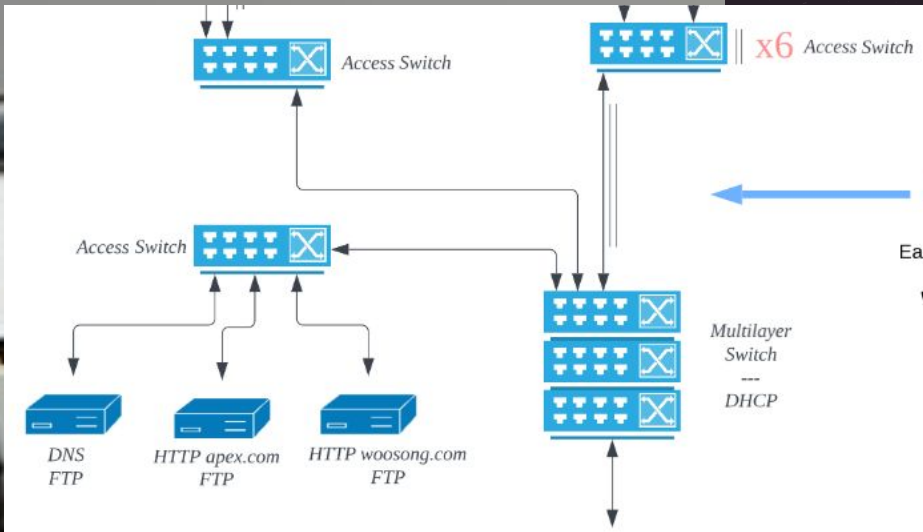 Access Switch
x6 Access Switch
Access Switch
Ea
Multilayer
Switch
---
DHCP
DNS
FTP
HTTP apex.com
FTP
HTTP woosong.com
FTP